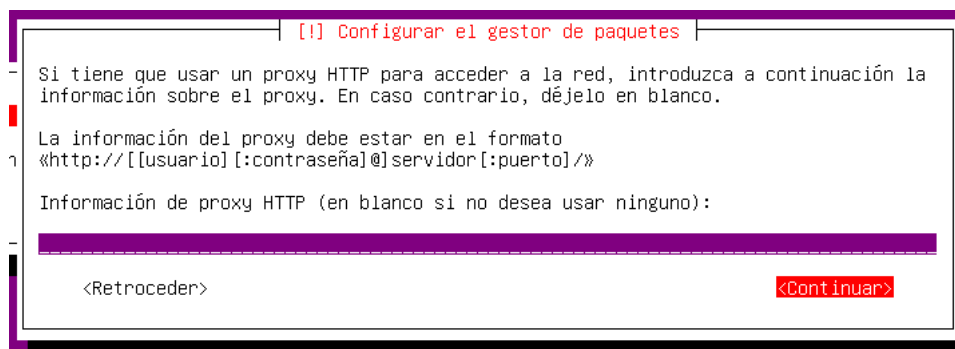 [!] Configurar el gestor de paquetes
Si tiene que usar un proxy HTTP para acceder a la red, introduzca a continuación la
información sobre el proxy. En caso contrario, déjelo en blanco.
La información del proxy debe estar en el formato
«http://[[usuario][:contraseña]@]servidor[:puerto]/»
Información de proxy HTTP (en blanco si no desea usar ninguno):
<Retroceder>
<Continuar>